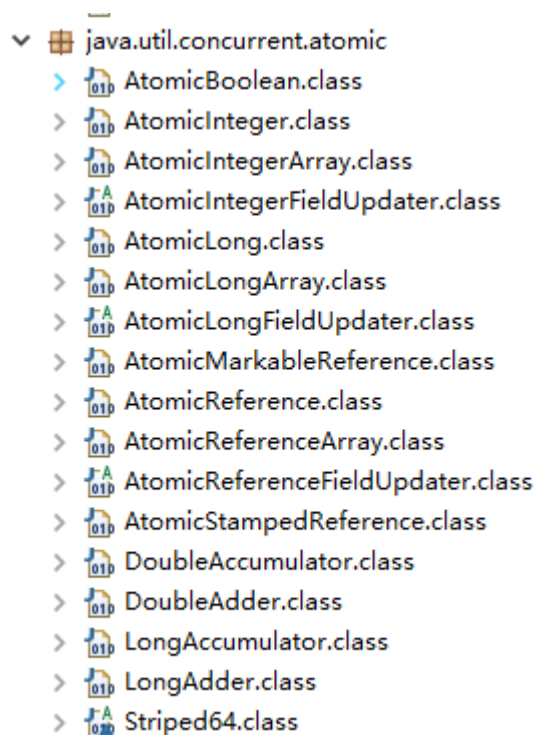 java.util.concurrent.atomic
AtomicBoolean.class
AtomicInteger.class
AtomicIntegerArray.class
AtomicIntegerFieldUpdater.class
AtomicLong.class
AtomicLongArray.class
AtomicLongFieldUpdater.class
AtomicMarkableReference.class
AtomicReference.class
AtomicReferenceArray.class
AtomicReferenceFieldUpdater.class
AtomicStampedReference.class
DoubleAccumulator.class
DoubleAdder.class
LongAccumulator.class
LongAdder.class
Striped64.class